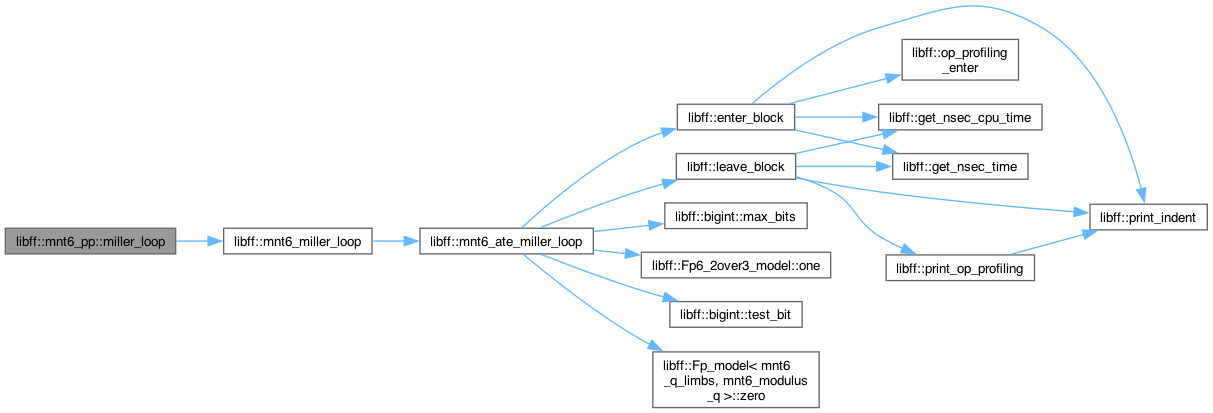 libff::mnt6_pp::miller_loop
libff::mnt6_miller_loop
libff::mnt6_ate_miller_loop
libff::enter_block
libff::leave_block
libff::bigint::max_bits
libff::Fp6_2over3_model::one
libff::bigint::test_bit
libff::Fp_model< mnt6
_q_limbs, mnt6_modulus
_q >::zero
libff::op_profiling
_enter
libff::get_nsec_cpu_time
libff::get_nsec_time
libff::print_op_profiling
libff::print_indent